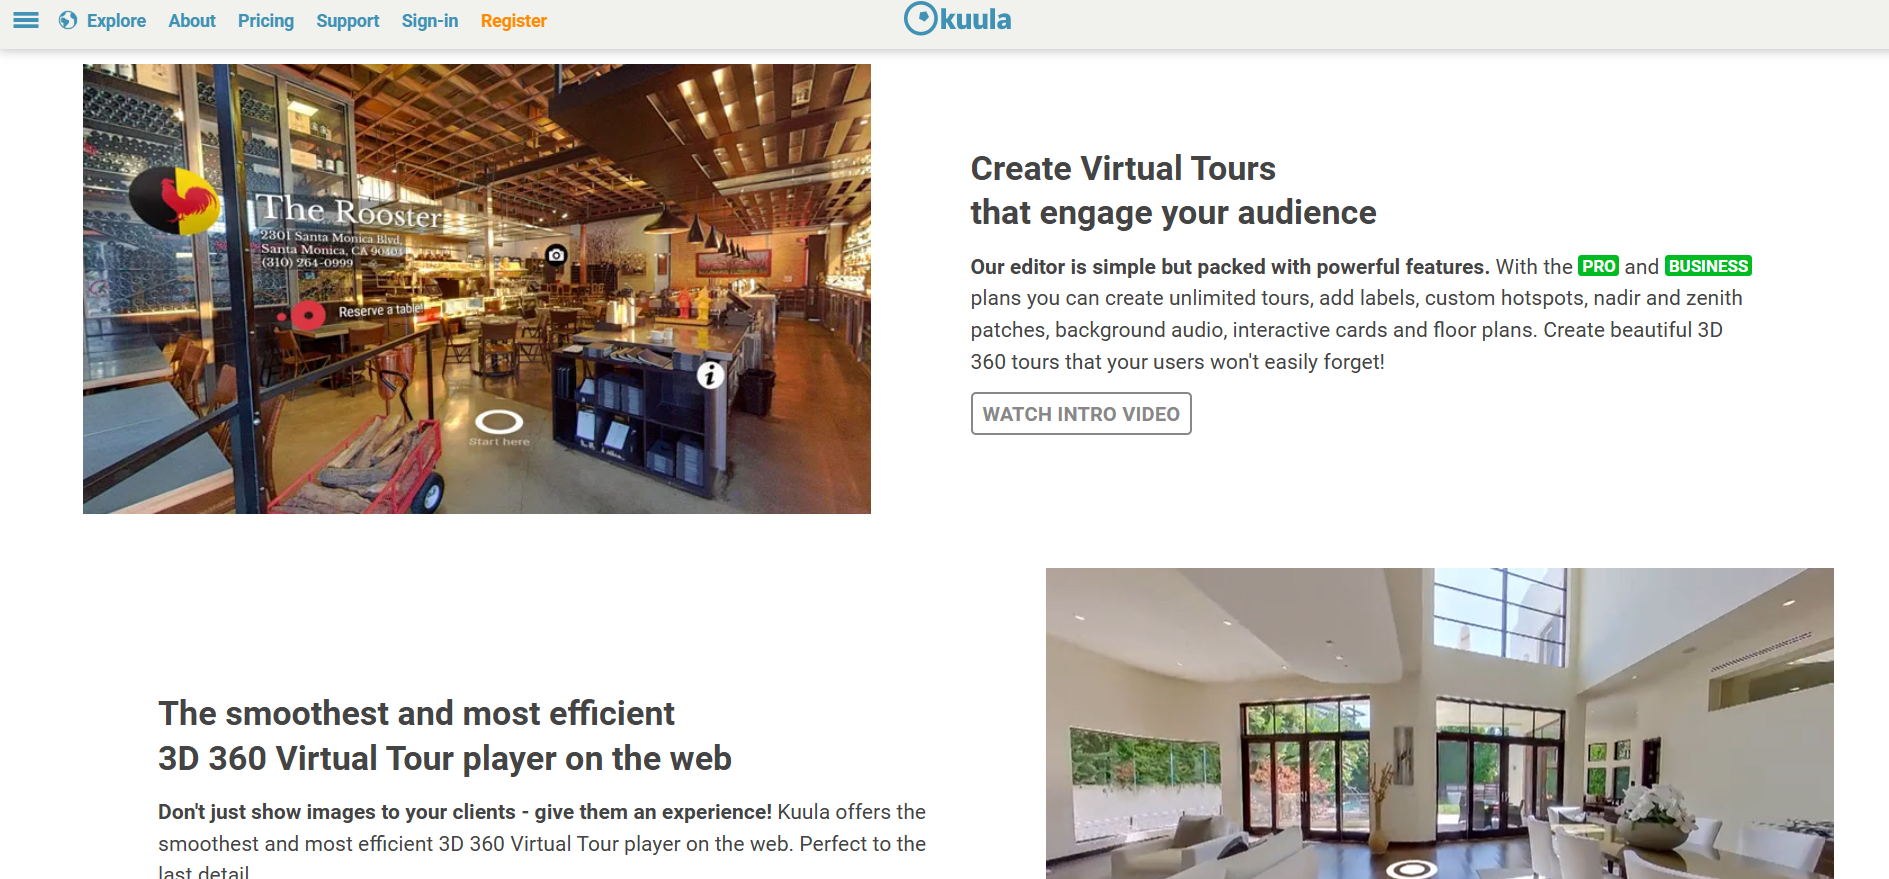 Explore About Pricing Support Sign-in Register
kuula
The Rooster
2301 Santa Monica Blvd,
Santa Monica, CA 90404
(310) 264-0999
Reserve a table!
Start here
Create Virtual Tours
that engage your audience
Our editor is simple but packed with powerful features. With the PRO and BUSINESS
plans you can create unlimited tours, add labels, custom hotspots, nadir and zenith
patches, background audio, interactive cards and floor plans. Create beautiful 3D
360 tours that your users won't easily forget!
WATCH INTRO VIDEO
The smoothest and most efficient
3D 360 Virtual Tour player on the web
Don't just show images to your clients - give them an experience! Kuula offers the
smoothest and most efficient 3D 360 Virtual Tour player on the web. Perfect to the
last detail